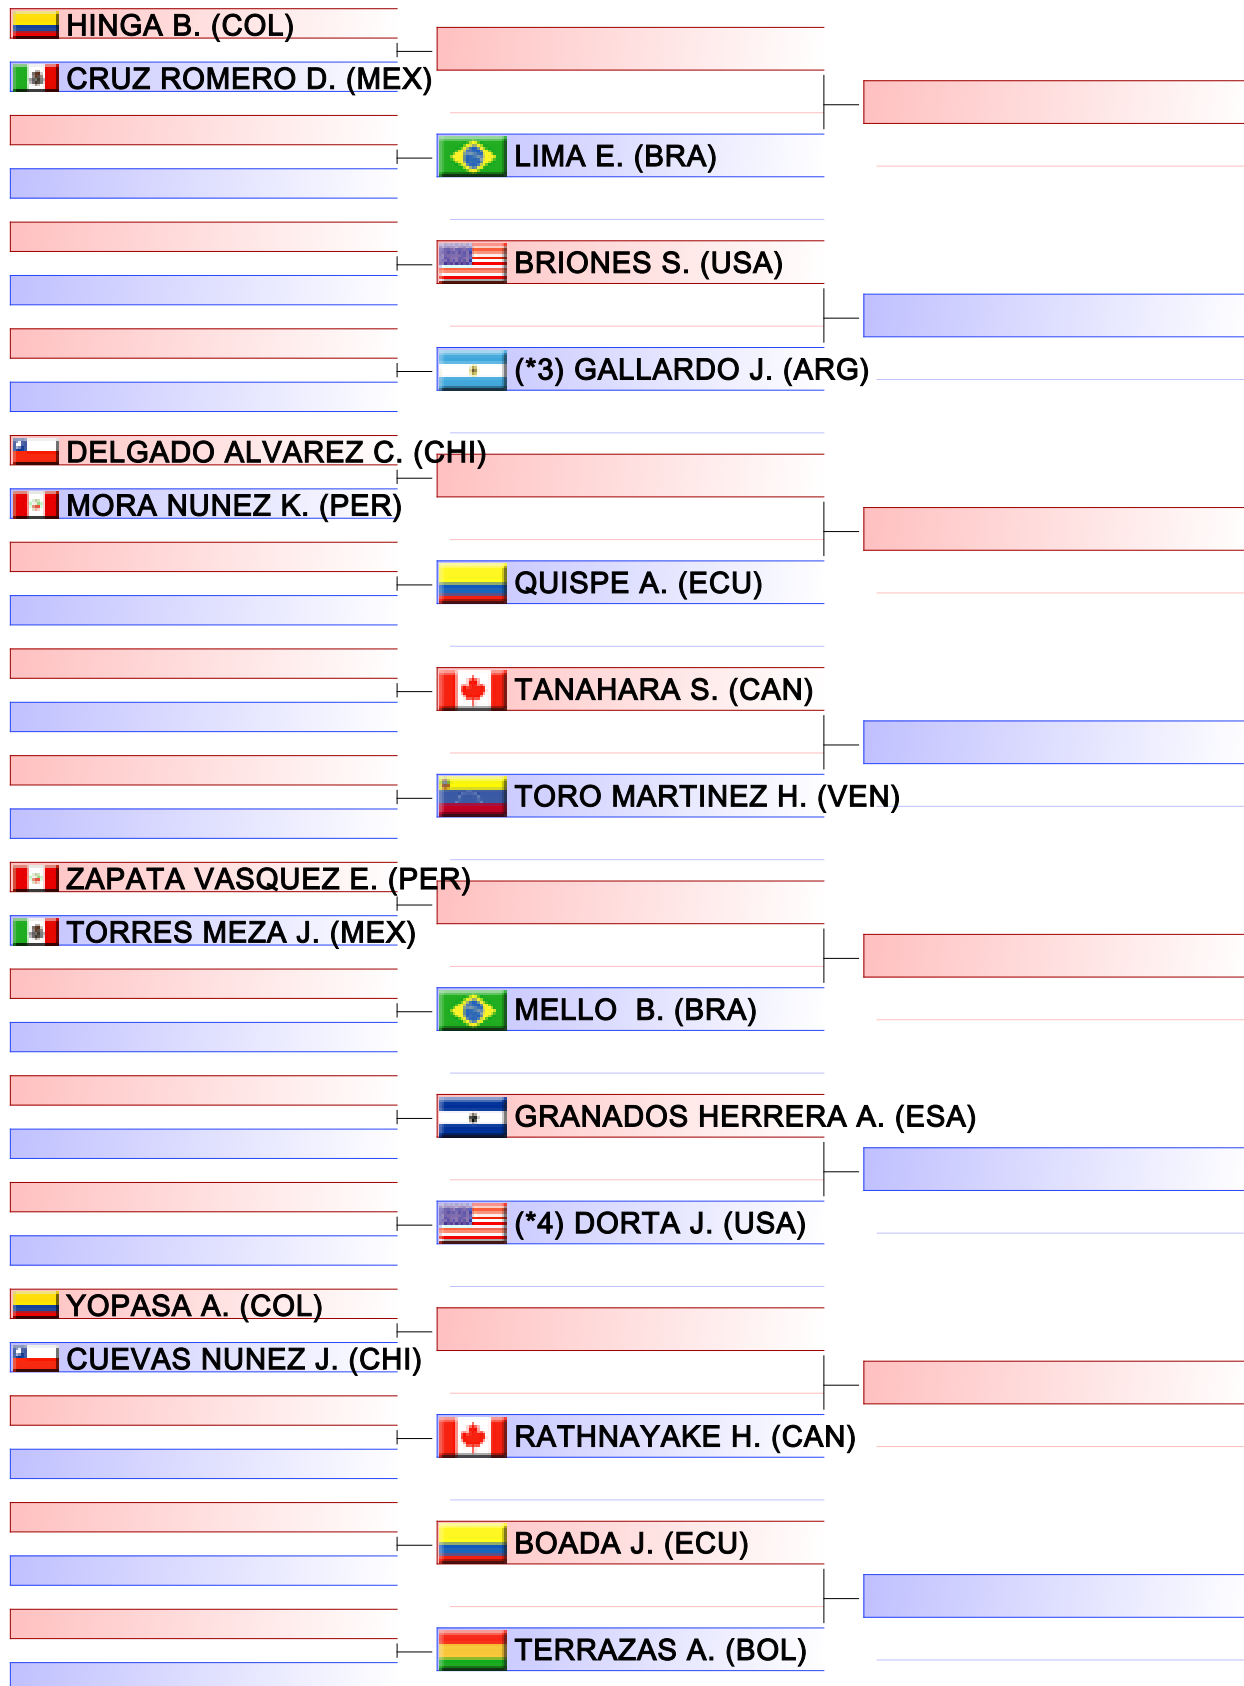 HINGA B. (COL)
CRUZ ROMERO D. (MEX)
LIMA E. (BRA)
BRIONES S. (USA)
(*3) GALLARDO J. (ARG)
DELGADO ALVAREZ C. (CHI)
MORA NUNEZ K. (PER)
QUISPE A. (ECU)
TANAHARA S. (CAN)
TORO MARTINEZ H. (VEN)
ZAPATA VASQUEZ E. (PER)
TORRES MEZA J. (MEX)
MELLO  B. (BRA)
GRANADOS HERRERA A. (ESA)
(*4) DORTA J. (USA)
YOPASA A. (COL)
CUEVAS NUNEZ J. (CHI)
RATHNAYAKE H. (CAN)
BOADA J. (ECU)
TERRAZAS A. (BOL)